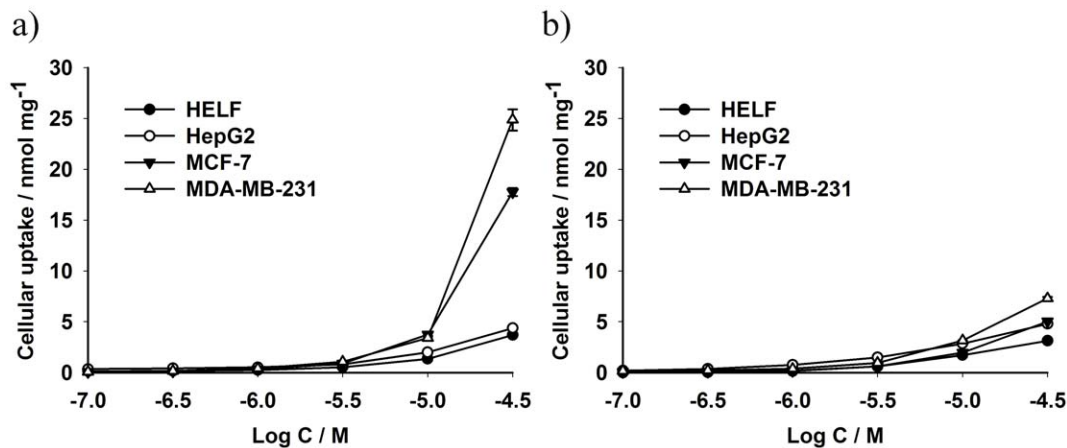 a)
Cellular uptake / nmol mg-1
30
25
20
15
10
5
0
HELF
HepG2
MCF-7
MDA-MB-231
-7.0 -6.5 -6.0 -5.5 -5.0 -4.5
Log C / M
b)
Cellular uptake / nmol mg-1
30
25
20
15
10
5
0
HELF
HepG2
MCF-7
MDA-MB-231
-7.0 -6.5 -6.0 -5.5 -5.0 -4.5
Log C / M